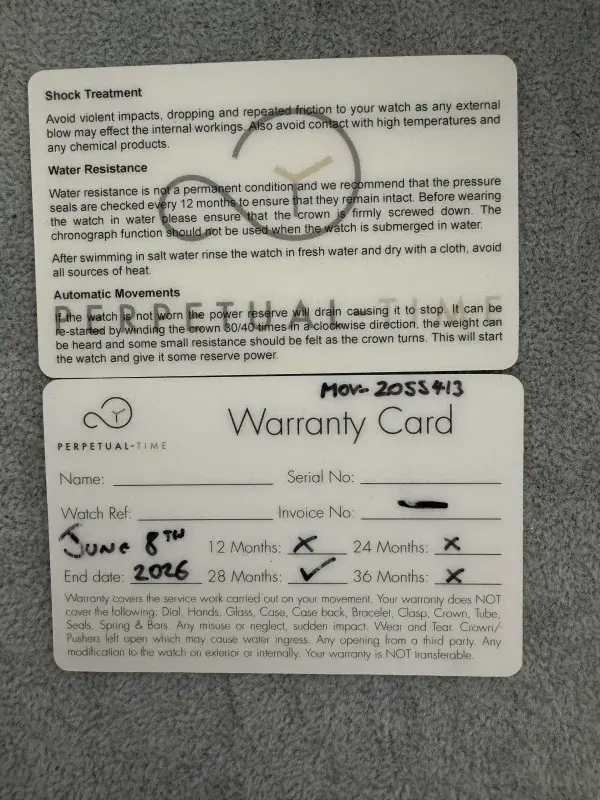 Shock Treatment
Avoid violent impacts, dropping and repeated friction to your watch as any external
blow may effect the internal workings. Also avoid contact with high temperatures and
any chemical products.
Water Resistance
Water resistance is not a permanent condition and we recommend that the pressure
seals are checked every 12 months to ensure that they remain intact. Before wearing
the watch in water please ensure that the crown is firmly screwed down. The
chronograph function should not be used when the watch is submerged in water.
After swimming in salt water rinse the watch in fresh water and dry with a cloth, avoid
all sources of heat.
Automatic Movements
PERPETUAL-TIME
If the watch is not worn the power reserve will drain causing it to stop. It can be
re-started by winding the crown 30/40 times in a clockwise direction, the weight can
be heard and some small resistance should be felt as the crown turns. This will start
the watch and give it some reserve power.
MOV- 2055413
Warranty Card
PERPETUAL-TIME
Name: Serial No:
Watch Ref: Invoice No:
JUNE 8TH 12 Months: X 24 Months: X
End date: 2026 28 Months: ✓ 36 Months: X
Warranty covers the service work carried out on your movement. Your warranty does NOT
cover the following: Dial, Hands, Glass, Case, Case back, Bracelet, Clasp, Crown, Tube,
Seals, Spring & Bars. Any misuse or neglect, sudden impact. Wear and Tear. Crown/
Pushers left open which may cause water ingress. Any opening from a third party. Any
modification to the watch on exterior or internally. Your warranty is NOT transferable.